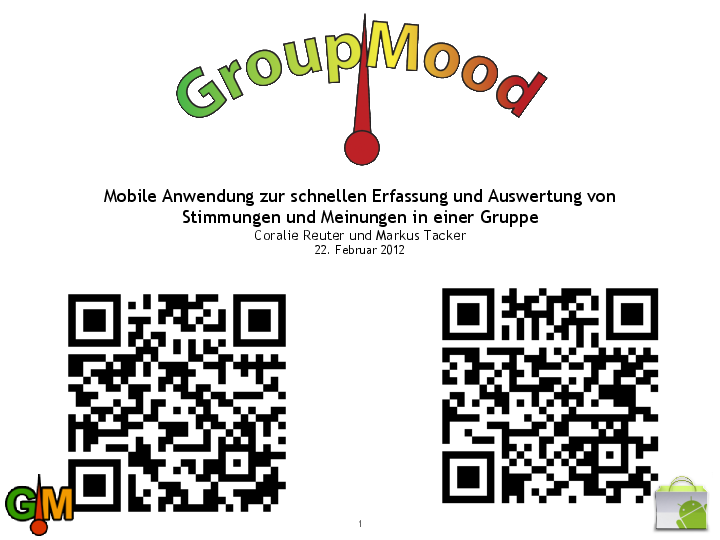 GroupMood
Mobile Anwendung zur schnellen Erfassung und Auswertung von
Stimmungen und Meinungen in einer Gruppe
Coralie Reuter und Markus Tacker
22. Februar 2012
GM
1